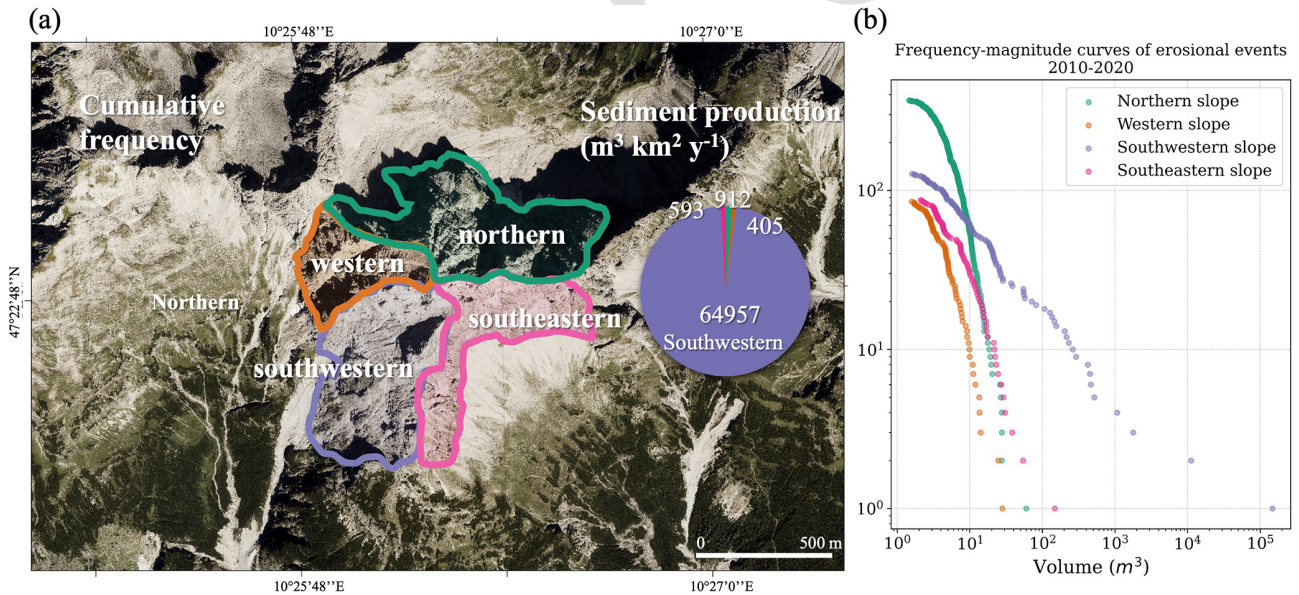 (a)
10°25'48''E
10°27'0''E
Cumulative
frequency
Sediment production
(m³ km² y⁻¹)
593
912
405
northern
western
Northern
southeastern
64957
Southwestern
southwestern
47°22'48''N
0
500 m
10°25'48''E
10°27'0''E
(b)
Frequency-magnitude curves of erosional events
2010-2020
Northern slope
Western slope
Southwestern slope
Southeastern slope
10²
10¹
10⁰
10⁰
10¹
10²
10³
10⁴
10⁵
Volume (m³)